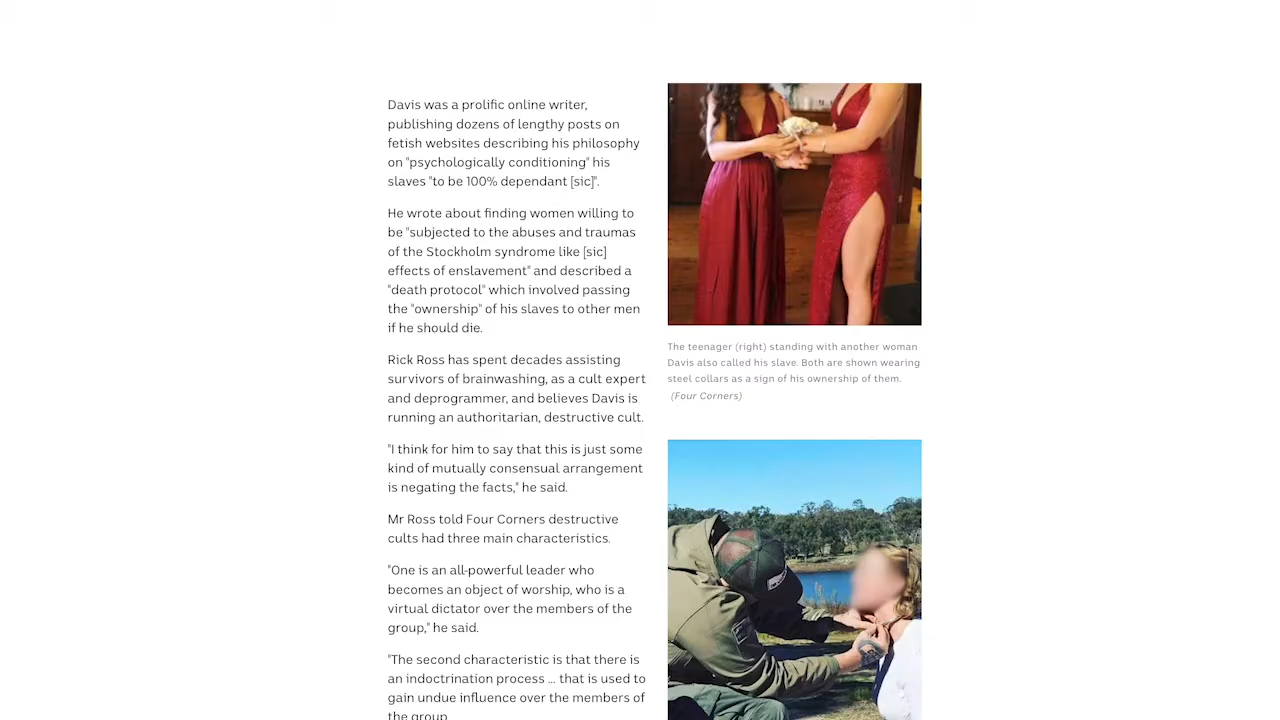 Davis was a prolific online writer,
publishing dozens of lengthy posts on
fetish websites describing his philosophy
on "psychologically conditioning" his
slaves "to be 100% dependant [sic]".
He wrote about finding women willing to
be "subjected to the abuses and traumas
of the Stockholm syndrome like [sic]
effects of enslavement" and described a
"death protocol" which involved passing
the "ownership" of his slaves to other men
if he should die.
Rick Ross has spent decades assisting
survivors of brainwashing, as a cult expert
and deprogrammer, and believes Davis is
running an authoritarian, destructive cult.
"I think for him to say that this is just some
kind of mutually consensual arrangement
is negating the facts," he said.
Mr Ross told Four Corners destructive
cults had three main characteristics.
"One is an all-powerful leader who
becomes an object of worship, who is a
virtual dictator over the members of the
group," he said.
"The second characteristic is that there is
an indoctrination process ... that is used to
gain undue influence over the members of
the group
The teenager (right) standing with another woman
Davis also called his slave. Both are shown wearing
steel collars as a sign of his ownership of them.
(Four Corners)